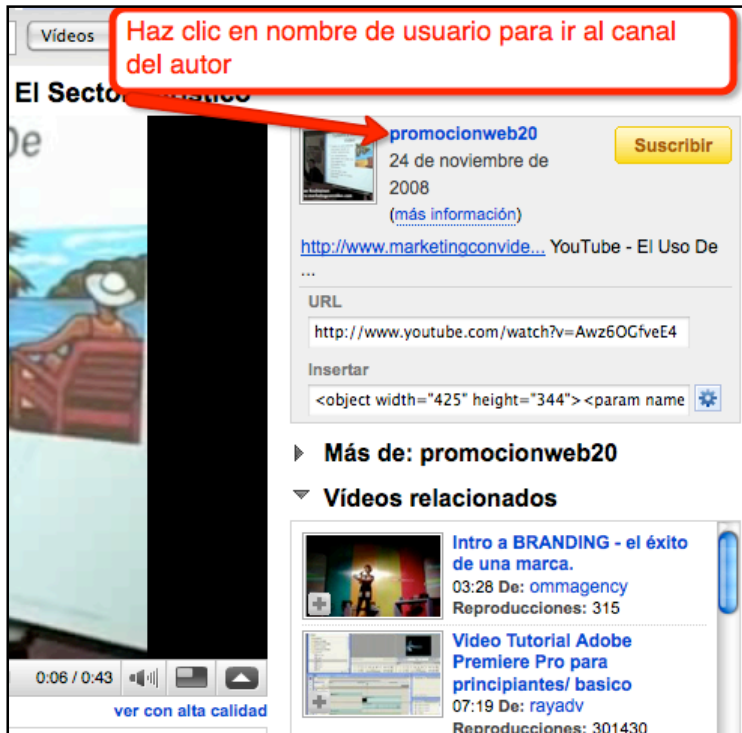 Vídeos
Haz clic en nombre de usuario para ir al canal
del autor
El Secto
De
promocionweb20
24 de noviembre de
2008
(más información)
Suscribir
http://www.marketingconvide... YouTube - El Uso De
...
URL
http://www.youtube.com/watch?v=Awz6OGfveE4
Insertar
<object width="425" height="344"><param name
Más de: promocionweb20
Vídeos relacionados
Intro a BRANDING - el éxito
de una marca.
03:28 De: ommagency
Reproducciones: 315
Video Tutorial Adobe
Premiere Pro para
principiantes/ basico
07:19 De: rayadv
Reproducciones: 301430
0:06 / 0:43
ver con alta calidad